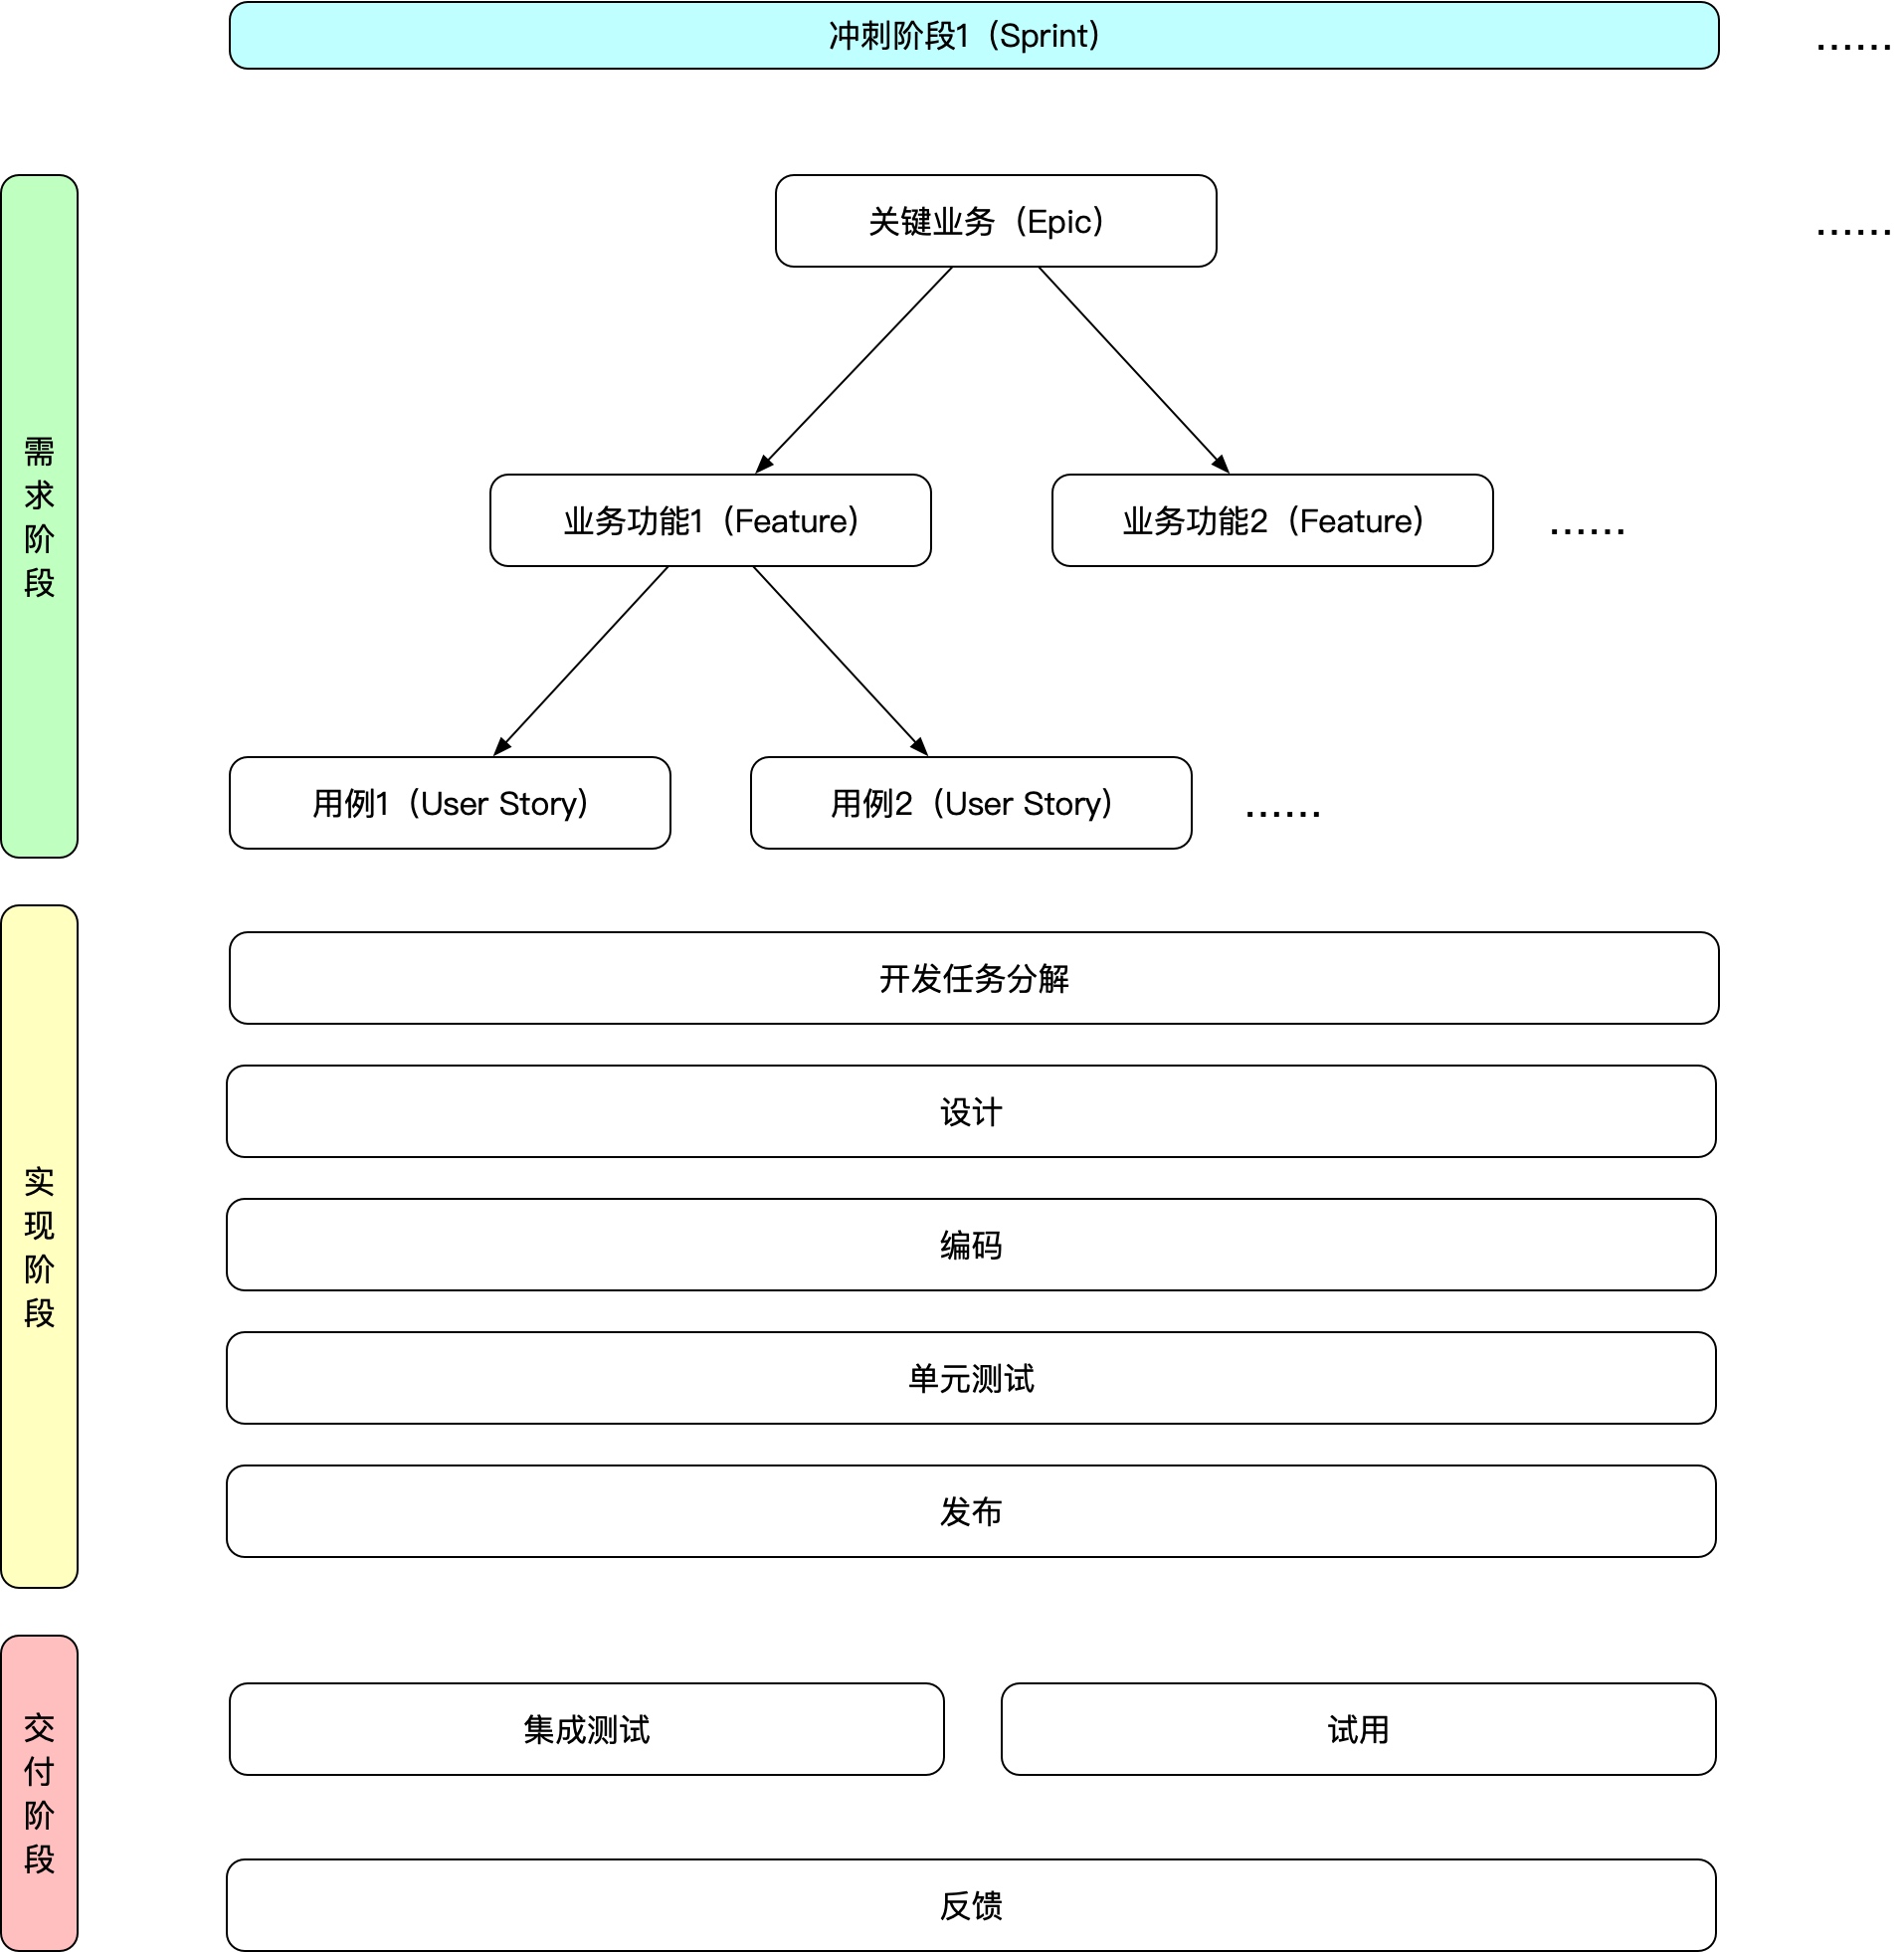 冲刺阶段1（Sprint）
……
关键业务（Epic）
……
需求阶段
业务功能1（Feature）
业务功能2（Feature）
……
用例1（User Story）
用例2（User Story）
……
实现阶段
开发任务分解
设计
编码
单元测试
发布
交付阶段
集成测试
试用
反馈